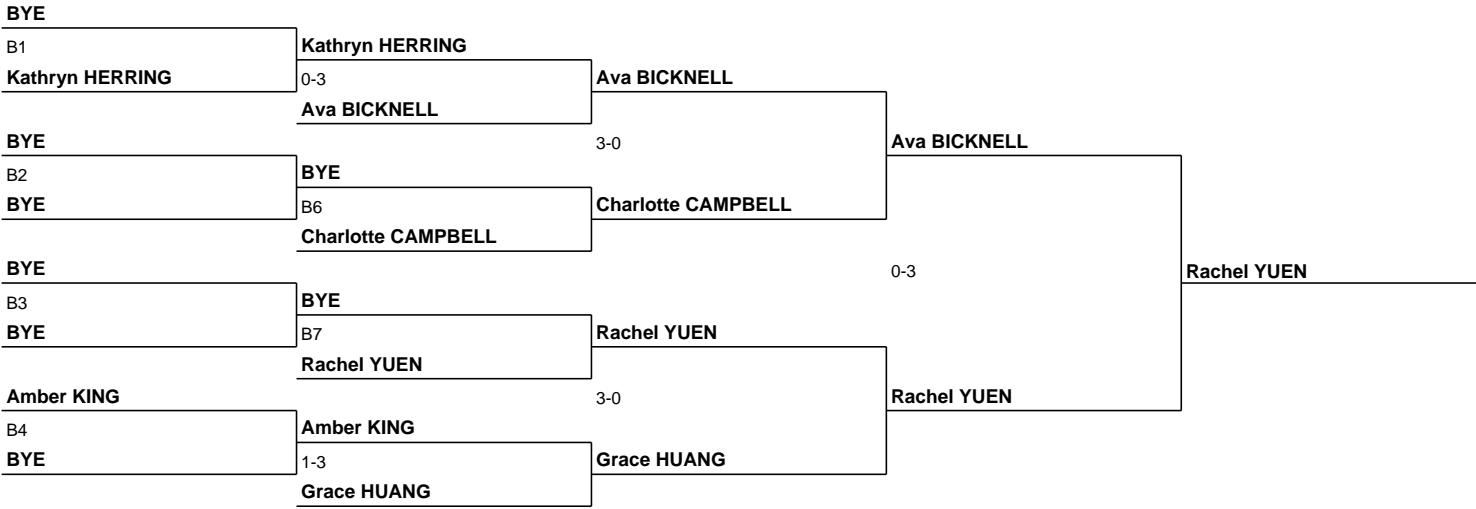 BYE
B1
Kathryn HERRING
Kathryn HERRING
0-3
Ava BICKNELL
Ava BICKNELL
BYE
B2
BYE
BYE
B6
Charlotte CAMPBELL
3-0
Charlotte CAMPBELL
Ava BICKNELL
BYE
B3
BYE
BYE
B7
Rachel YUEN
Rachel YUEN
Amber KING
B4
BYE
Amber KING
1-3
Grace HUANG
3-0
Grace HUANG
Rachel YUEN
0-3
Rachel YUEN